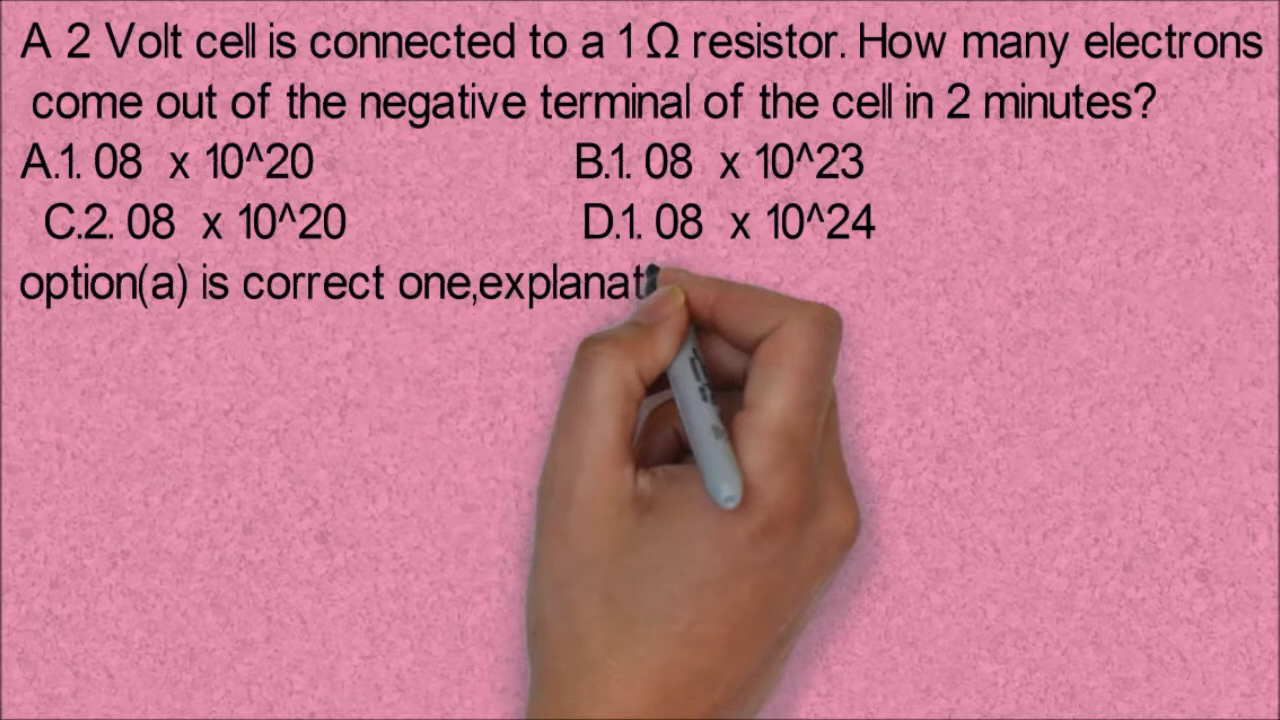 A 2 Volt cell is connected to a 1 Ω resistor. How many electrons
come out of the negative terminal of the cell in 2 minutes?
A.1. 08 x 10^20 B.1. 08 x 10^23
C.2. 08 x 10^20 D.1. 08 x 10^24
option(a) is correct one,explanat